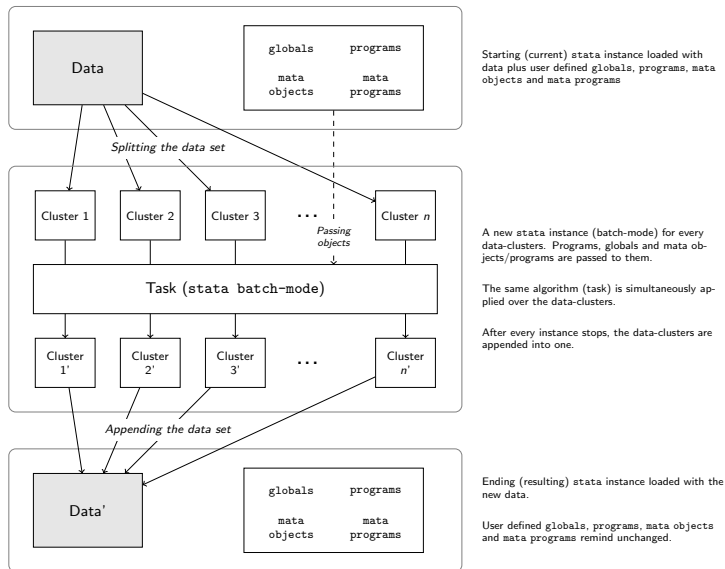 Data
globals programs
mata mata
objects programs
Starting (current) stata instance loaded with
data plus user defined globals, programs, mata
objects and mata programs
Splitting the data set
Cluster 1 Cluster 2 Cluster 3 ... Cluster n
Passing
objects
Task (stata batch-mode)
A new stata instance (batch-mode) for every
data-clusters. Programs, globals and mata ob-
jects/programs are passed to them.
The same algorithm (task) is simultaneously ap-
plied over the data-clusters.
After every instance stops, the data-clusters are
appended into one.
Cluster Cluster Cluster ... Cluster
1' 2' 3' n'
Appending the data set
Data'
globals programs
mata mata
objects programs
Ending (resulting) stata instance loaded with the
new data.
User defined globals, programs, mata objects
and mata programs remind unchanged.